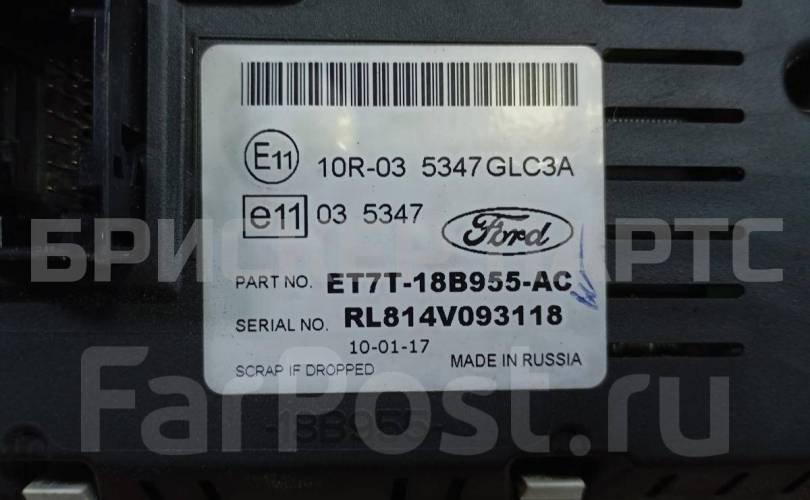 E11 10R-03 5347GLC3A
e11 03 5347 Ford
PART NO. ET7T-18B955-AC
SERIAL NO. RL814V093118
10-01-17
SCRAP IF DROPPED MADE IN RUSSIA
-18B955-
FarPost.ru